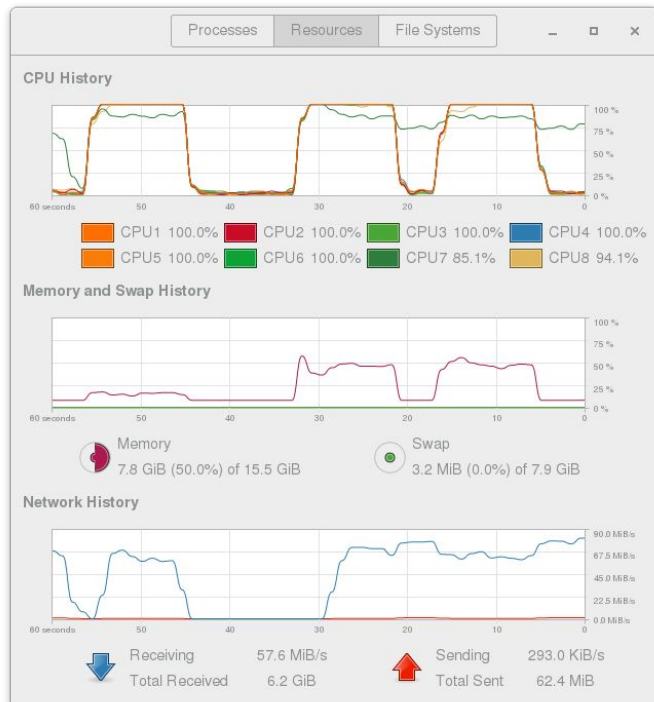 Processes Resources File Systems
CPU History
100 %
75 %
50 %
25 %
0 %
60 seconds 50 40 30 20 10 0
CPU1 100.0% CPU2 100.0% CPU3 100.0% CPU4 100.0%
CPU5 100.0% CPU6 100.0% CPU7 85.1% CPU8 94.1%
Memory and Swap History
100 %
75 %
50 %
25 %
0 %
60 seconds 50 40 30 20 10 0
Memory Swap
7.8 GiB (50.0%) of 15.5 GiB 3.2 MiB (0.0%) of 7.9 GiB
Network History
90.0 MiB/s
67.5 MiB/s
45.0 MiB/s
22.5 MiB/s
0.0 MiB/s
60 seconds 50 40 30 20 10 0
Receiving 57.6 MiB/s Sending 293.0 KiB/s
Total Received 6.2 GiB Total Sent 62.4 MiB